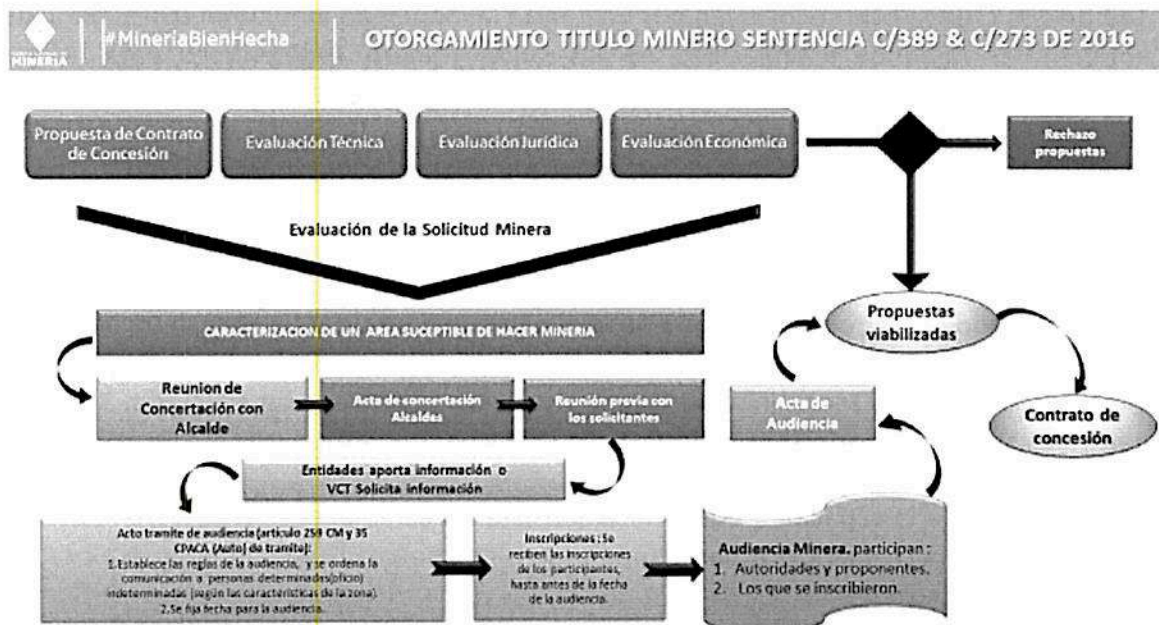 MINERIA
#MineriaBienHecha
OTORGAMIENTO TITULO MINERO SENTENCIA C/389 & C/273 DE 2016
Propuesta de Contrato
de Concesión
Evaluación Técnica
Evaluación Jurídica
Evaluación Económica
Rechazo
propuestas
Evaluación de la Solicitud Minera
Propuestas
viabilizadas
CARACTERIZACION DE UN AREA SUCEPTIBLE DE HACER MINERIA
Reunion de
Concertación con
Alcalde
Acta de concertación
Alcaldes
Reunión previa con
los solicitantes
Acta de
Audiencia
Contrato de
concesión
Entidades aporta información o
VCT Solicita información
Acto tramite de audiencia (artículo 259 CM y 35
CPACA (Auto) de tramite):
1.Establece las reglas de la audiencia, y se ordena la
comunicación a personas determinadas(oficio)
indeterminadas (según las características de la zona).
2.Se fija fecha para la audiencia.
Inscripciones : Se
reciben las inscripciones
de los participantes,
hasta antes de la fecha
de la audiencia.
Audiencia Minera. participan :
1. Autoridades y proponentes.
2. Los que se inscribieron.